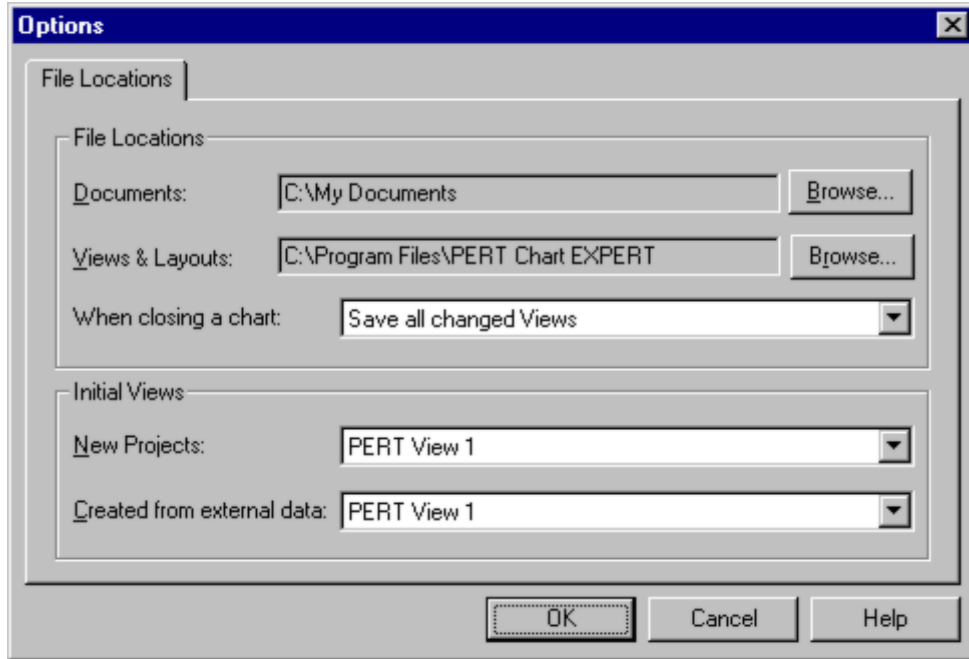 Options
File Locations
File Locations
Documents: C:\My Documents Browse...
Views & Layouts: C:\Program Files\PERT Chart EXPERT Browse...
When closing a chart: Save all changed Views
Initial Views
New Projects: PERT View 1
Created from external data: PERT View 1
OK Cancel Help